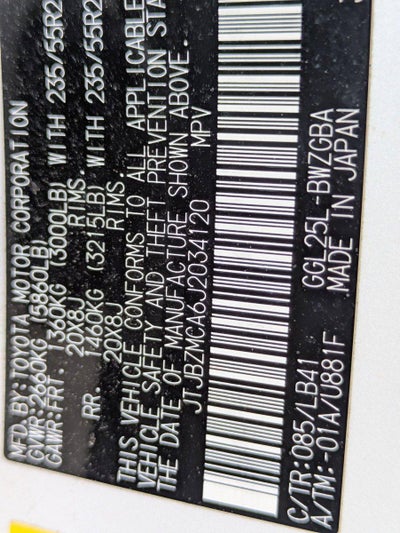 MFD. BY: TOYOTA MOTOR CORPORATION
GVWR: 2660KG (5860LB)
GAWR: FRT. 1360KG (3000LB) WITH 235/55R2
20X8J RIMS.
RR 1460KG (3215LB) WITH 235/55R2
20X8J RIMS.
THIS VEHICLE CONFORMS TO ALL APPLICABLE
VEHICLE SAFETY AND THEFT PREVENTION STA
THE DATE OF MANUFACTURE SHOWN ABOVE.
JTJBZMCA6J2034120 MPV
C/TR:085/LB41 GGL25L-BWZGBA
A/TM:-01A/U881F MADE IN JAPAN